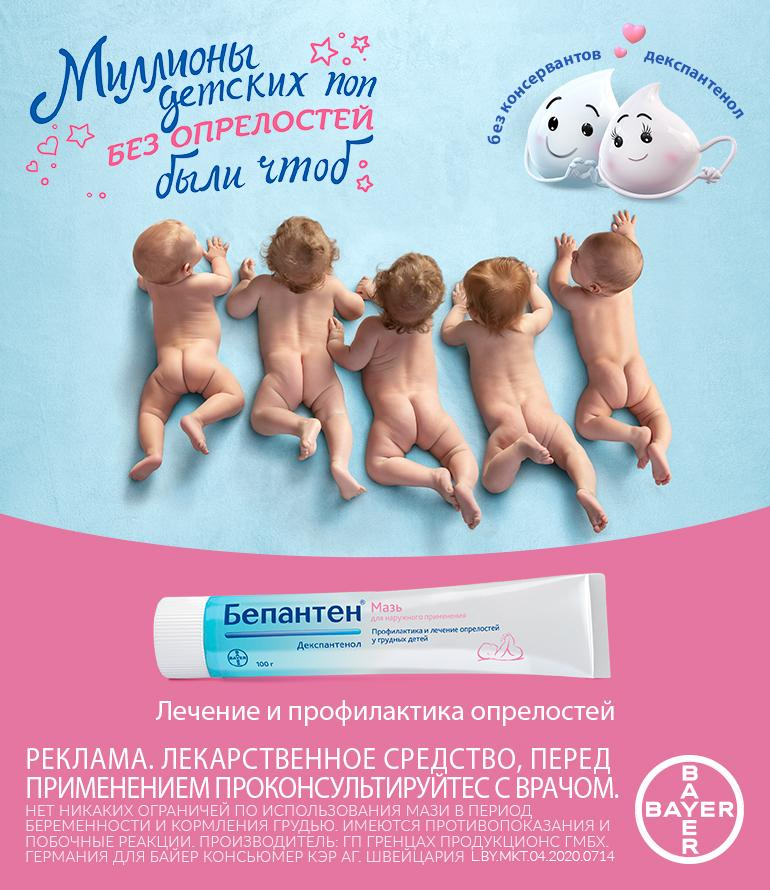 Миллионы
детских поп
БЕЗ ОПРЕЛОСТЕЙ
были чтоб
без консервантов
декспантенол
Бепантен®
Мазь
для наружного применения
Профилактика и лечение опрелостей
у грудных детей
Декспантенол
BAYER
BAYER
100 г
Лечение и профилактика опрелостей
РЕКЛАМА. ЛЕКАРСТВЕННОЕ СРЕДСТВО, ПЕРЕД
ПРИМЕНЕНИЕМ ПРОКОНСУЛЬТИРУЙТЕС С ВРАЧОМ.
НЕТ НИКАКИХ ОГРАНИЧЕЙ ПО ИСПОЛЬЗОВАНИЯ МАЗИ В ПЕРИОД
БЕРЕМЕННОСТИ И КОРМЛЕНИЯ ГРУДЬЮ. ИМЕЮТСЯ ПРОТИВОПОКАЗАНИЯ И
ПОБОЧНЫЕ РЕАКЦИИ. ПРОИЗВОДИТЕЛЬ: ГП ГРЕНЦАХ ПРОДУКЦИОНС ГМБХ.
ГЕРМАНИЯ ДЛЯ БАЙЕР КОНСЬЮМЕР КЭР АГ. ШВЕЙЦАРИЯ L.BY.MKT.04.2020.0714
BAYER
BAYER